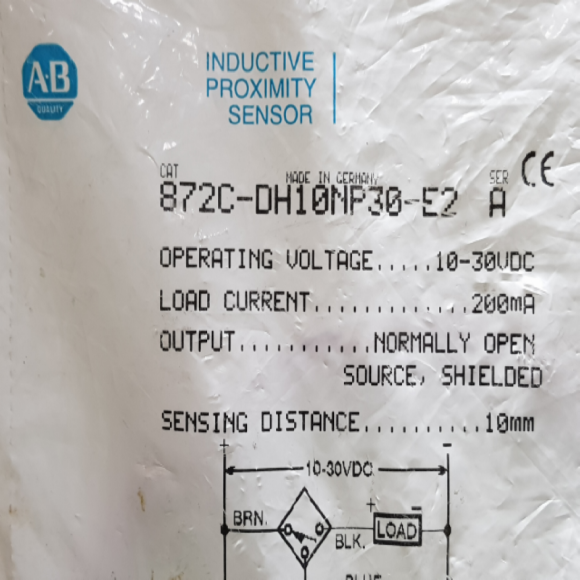 A-B
QUALITY
INDUCTIVE
PROXIMITY
SENSOR
CAT MADE IN GERMANY SER CE
872C-DH10NP30-E2 A
OPERATING VOLTAGE.....10-30VDC
LOAD CURRENT.............200mA
OUTPUT...........NORMALLY OPEN
SOURCE, SHIELDED
SENSING DISTANCE..........10mm
+ -
10-30VDC
+ -
BRN. LOAD
BLK.
BLUE